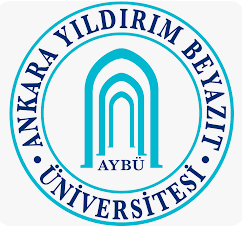 ANKARA YILDIRIM BEYAZIT
ÜNİVERSİTESİ
AYBÜ